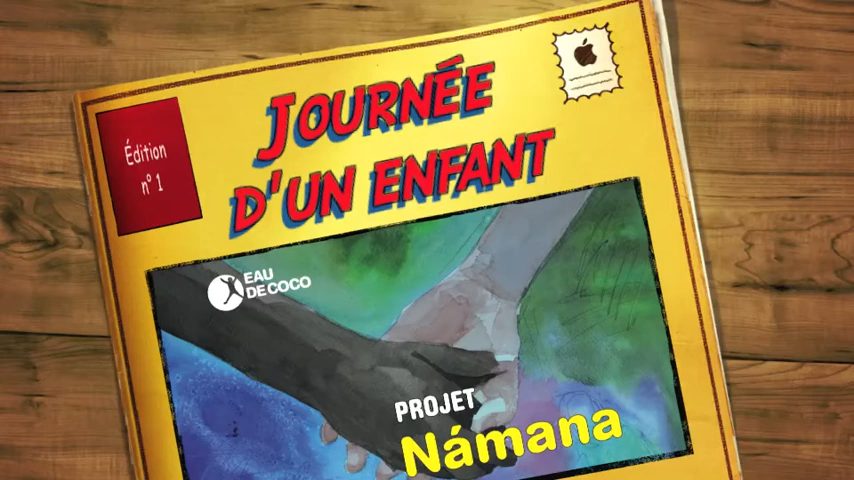 JOURNÉE
D'UN ENFANT
Édition
n° 1
EAU
DE COCO
PROJET
Námana